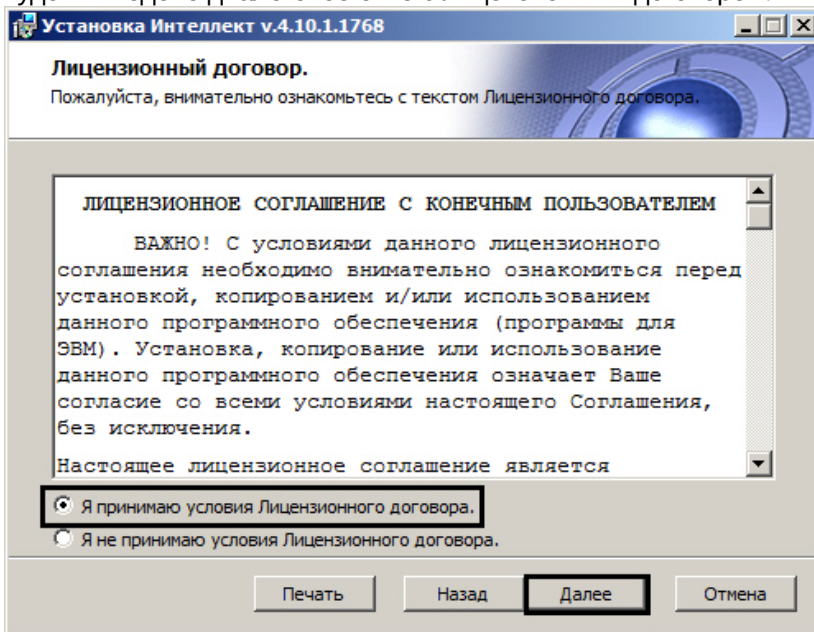 Установка Интеллект v.4.10.1.1768
Лицензионный договор.
Пожалуйста, внимательно ознакомьтесь с текстом Лицензионного договора.
ЛИЦЕНЗИОННОЕ СОГЛАШЕНИЕ С КОНЕЧНЫМ ПОЛЬЗОВАТЕЛЕМ
ВАЖНО! С условиями данного лицензионного
соглашения необходимо внимательно ознакомиться перед
установкой, копированием и/или использованием
данного программного обеспечения (программы для
ЭВМ). Установка, копирование или использование
данного программного обеспечения означает Ваше
согласие со всеми условиями настоящего Соглашения,
без исключения.
Настоящее лицензионное соглашение является
Я принимаю условия Лицензионного договора.
Я не принимаю условия Лицензионного договора.
Печать Назад Далее Отмена